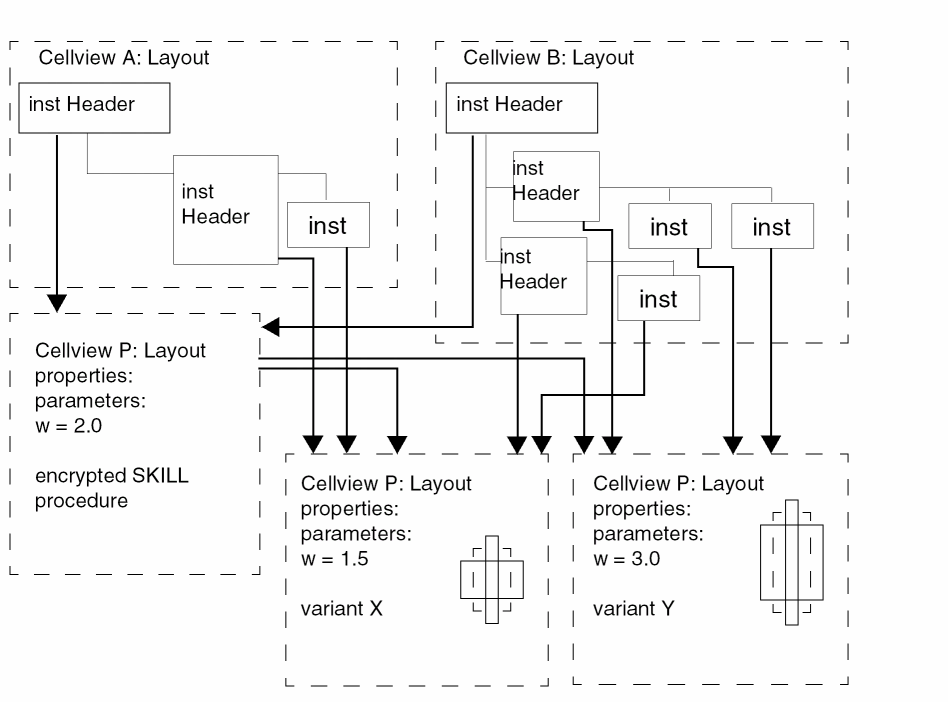 Cellview A: Layout
inst Header
inst
Header
inst
Cellview B: Layout
inst Header
inst
Header
inst
inst
inst
Header
inst
Cellview P: Layout
properties:
parameters:
w = 2.0
encrypted SKILL
procedure
Cellview P: Layout
properties:
parameters:
w = 1.5
variant X
Cellview P: Layout
properties:
parameters:
w = 3.0
variant Y